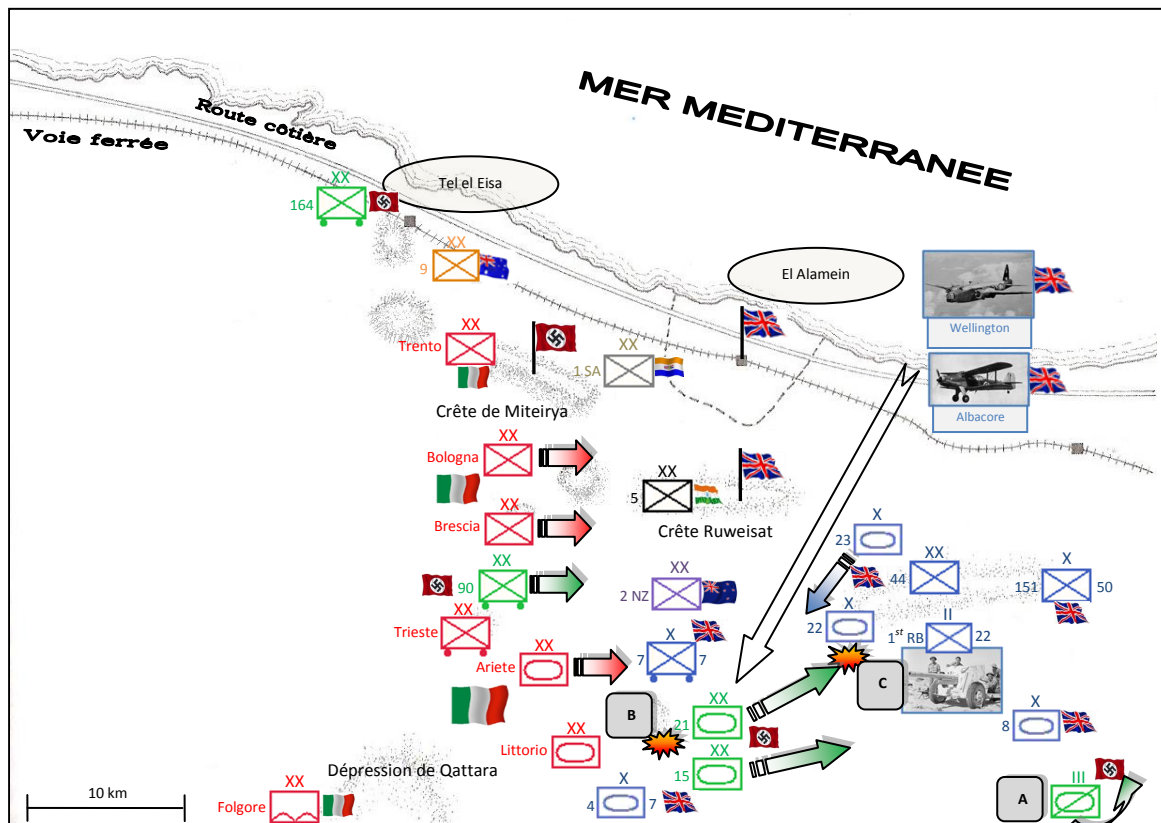 MER MEDITERRANEE
Route côtière
Voie ferrée
Tel el Eisa
XX
164
XX
9
El Alamein
Wellington
XX
Trento
XX
1 SA
Albacore
Crête de Miteirya
XX
Bologna
XX
5
XX
Brescia
Crête Ruweisat
X
23
XX
44
X
151
50
XX
90
XX
2 NZ
X
22
II
1st RB
22
XX
Trieste
XX
Ariete
X
7
7
C
B
XX
21
X
8
XX
Littorio
XX
15
Dépression de Qattara
X
4
7
10 km
XX
Folgore
A
III